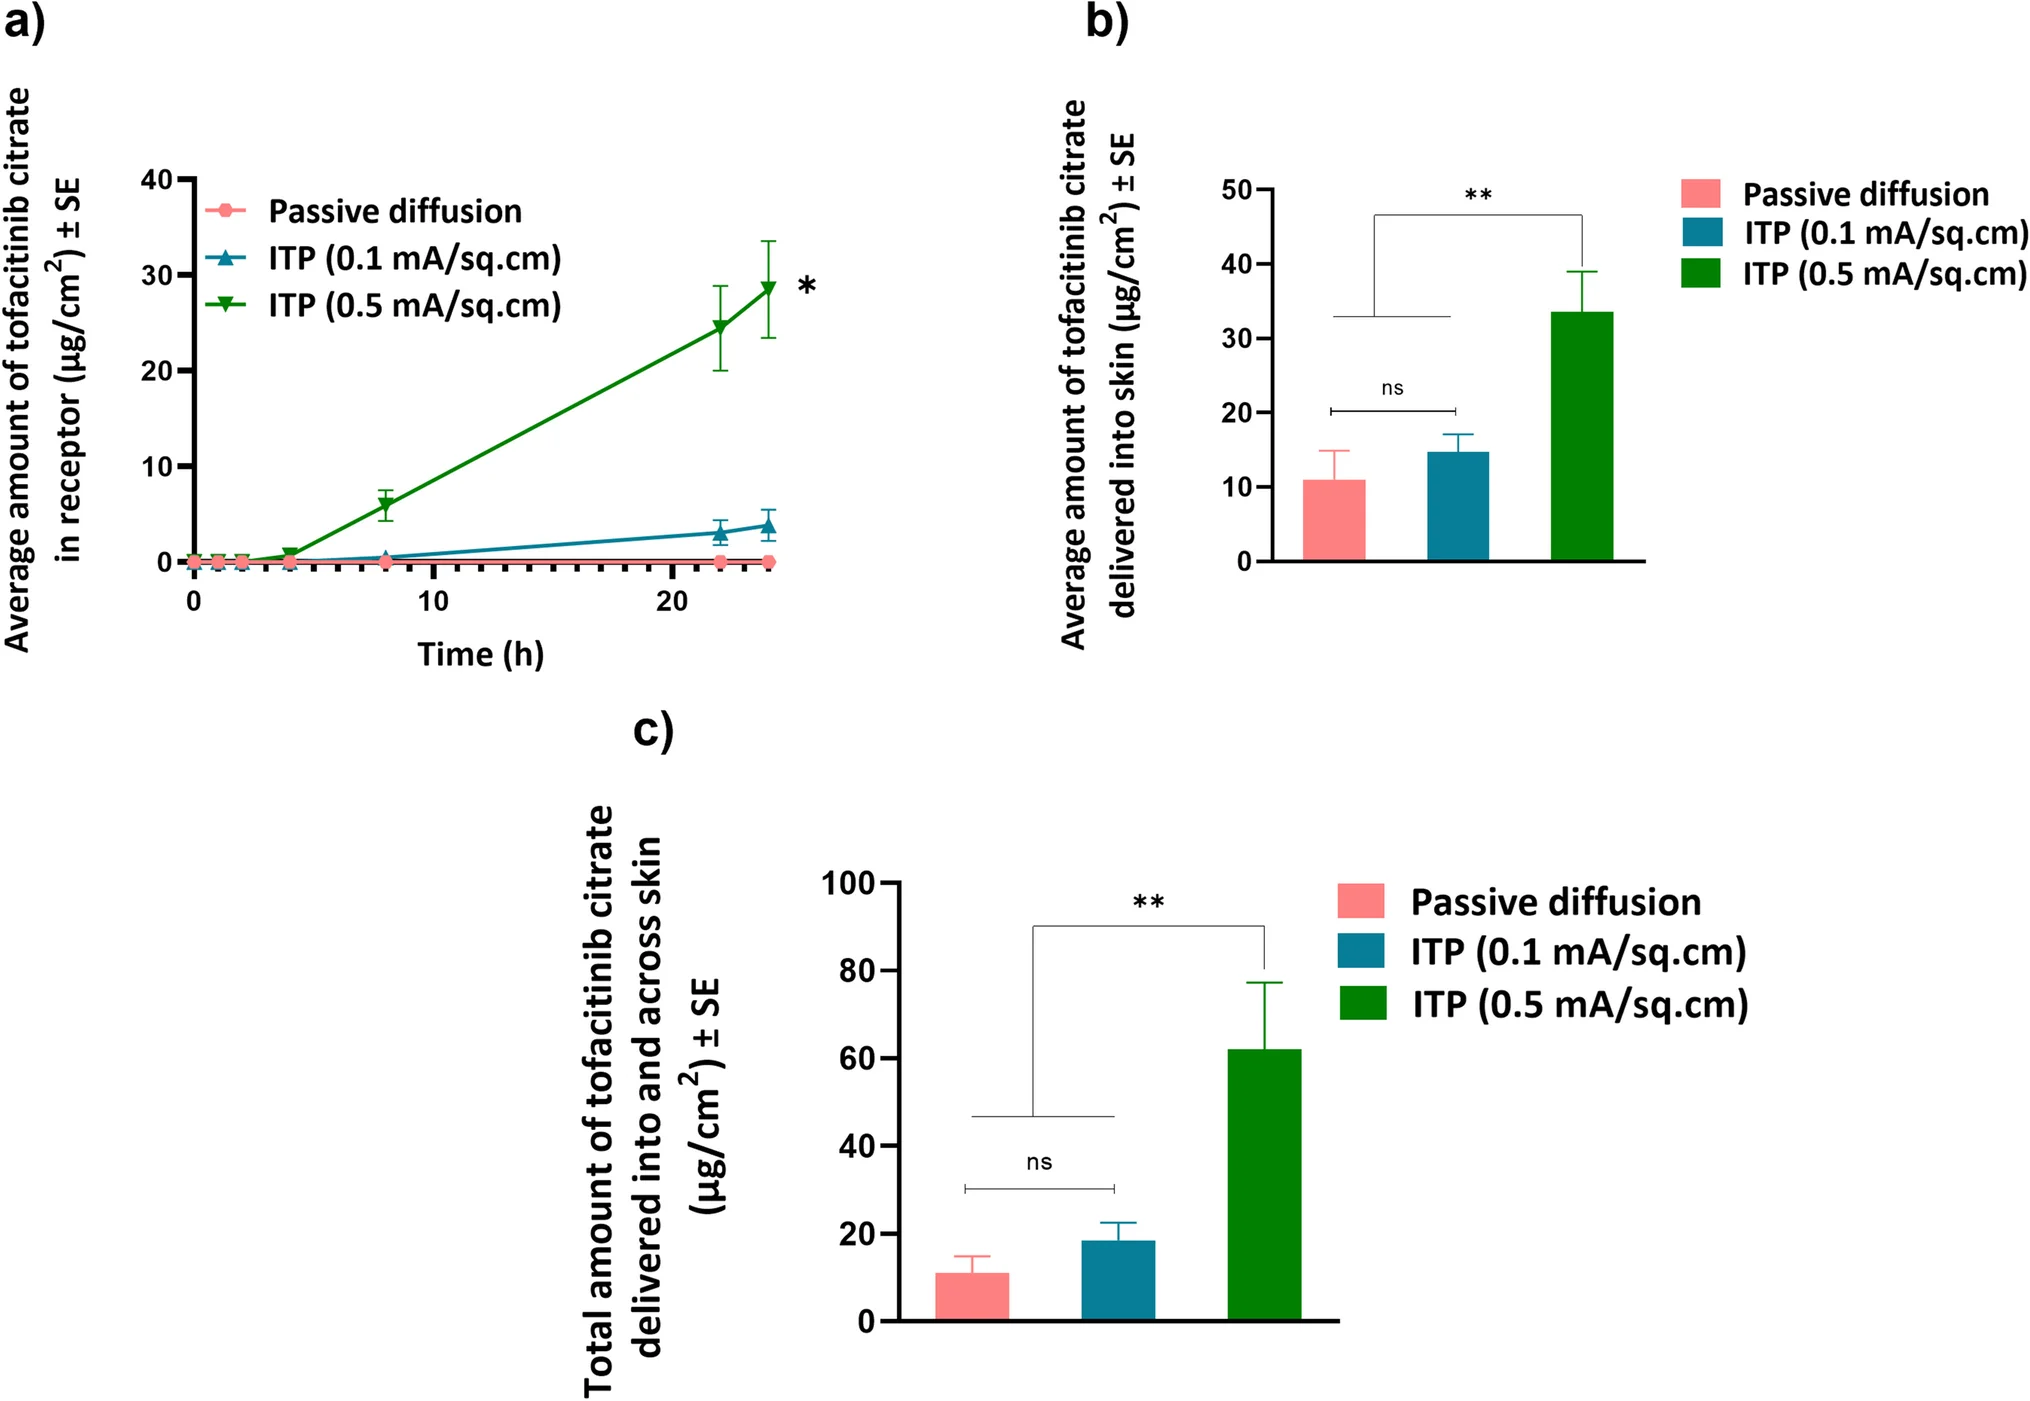 a)
Average amount of tofacitinib citrate
in receptor (µg/cm²) ± SE
40
30
20
10
0
Passive diffusion
ITP (0.1 mA/sq.cm)
ITP (0.5 mA/sq.cm)
*
0 10 20
Time (h)
b)
Average amount of tofacitinib citrate
delivered into skin (µg/cm²) ± SE
50
40
30
20
10
0
**
ns
Passive diffusion
ITP (0.1 mA/sq.cm)
ITP (0.5 mA/sq.cm)
c)
Total amount of tofacitinib citrate
delivered into and across skin
(µg/cm²) ± SE
100
80
60
40
20
0
**
ns
Passive diffusion
ITP (0.1 mA/sq.cm)
ITP (0.5 mA/sq.cm)